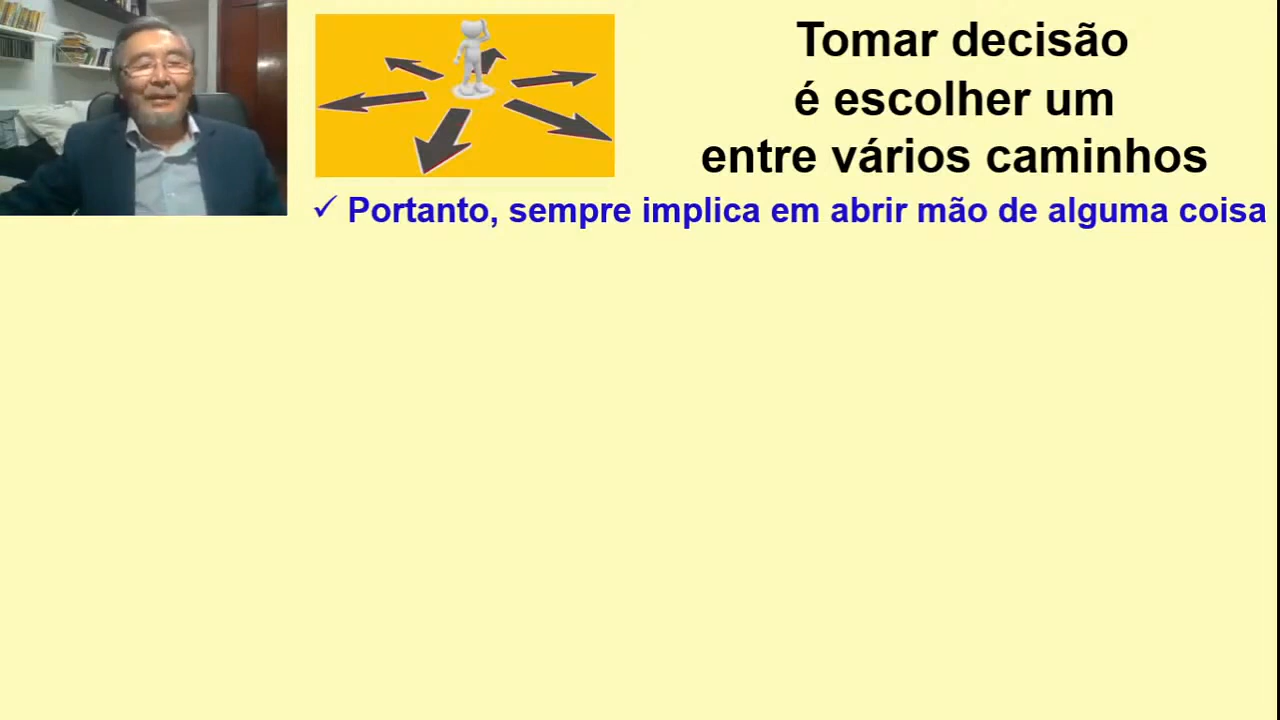 Tomar decisão
é escolher um
entre vários caminhos
✓ Portanto, sempre implica em abrir mão de alguma coisa